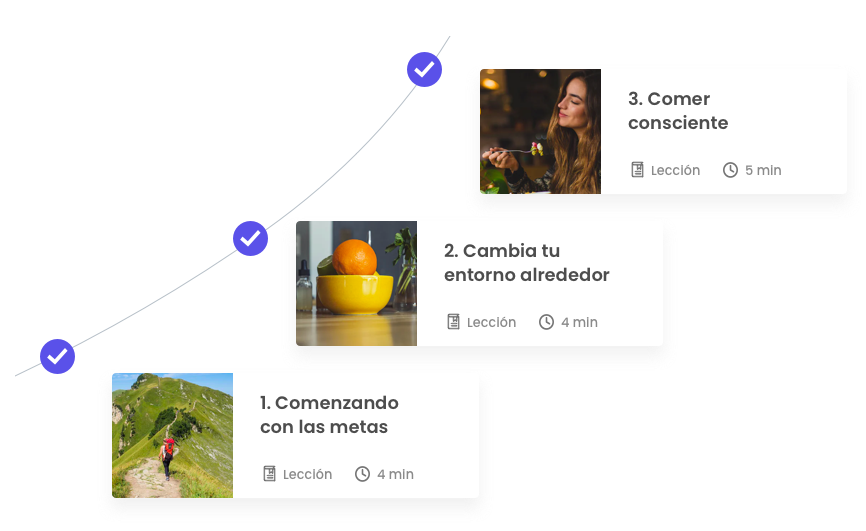 3. Comer
consciente
Lección 5 min
2. Cambia tu
entorno alrededor
Lección 4 min
1. Comenzando
con las metas
Lección 4 min